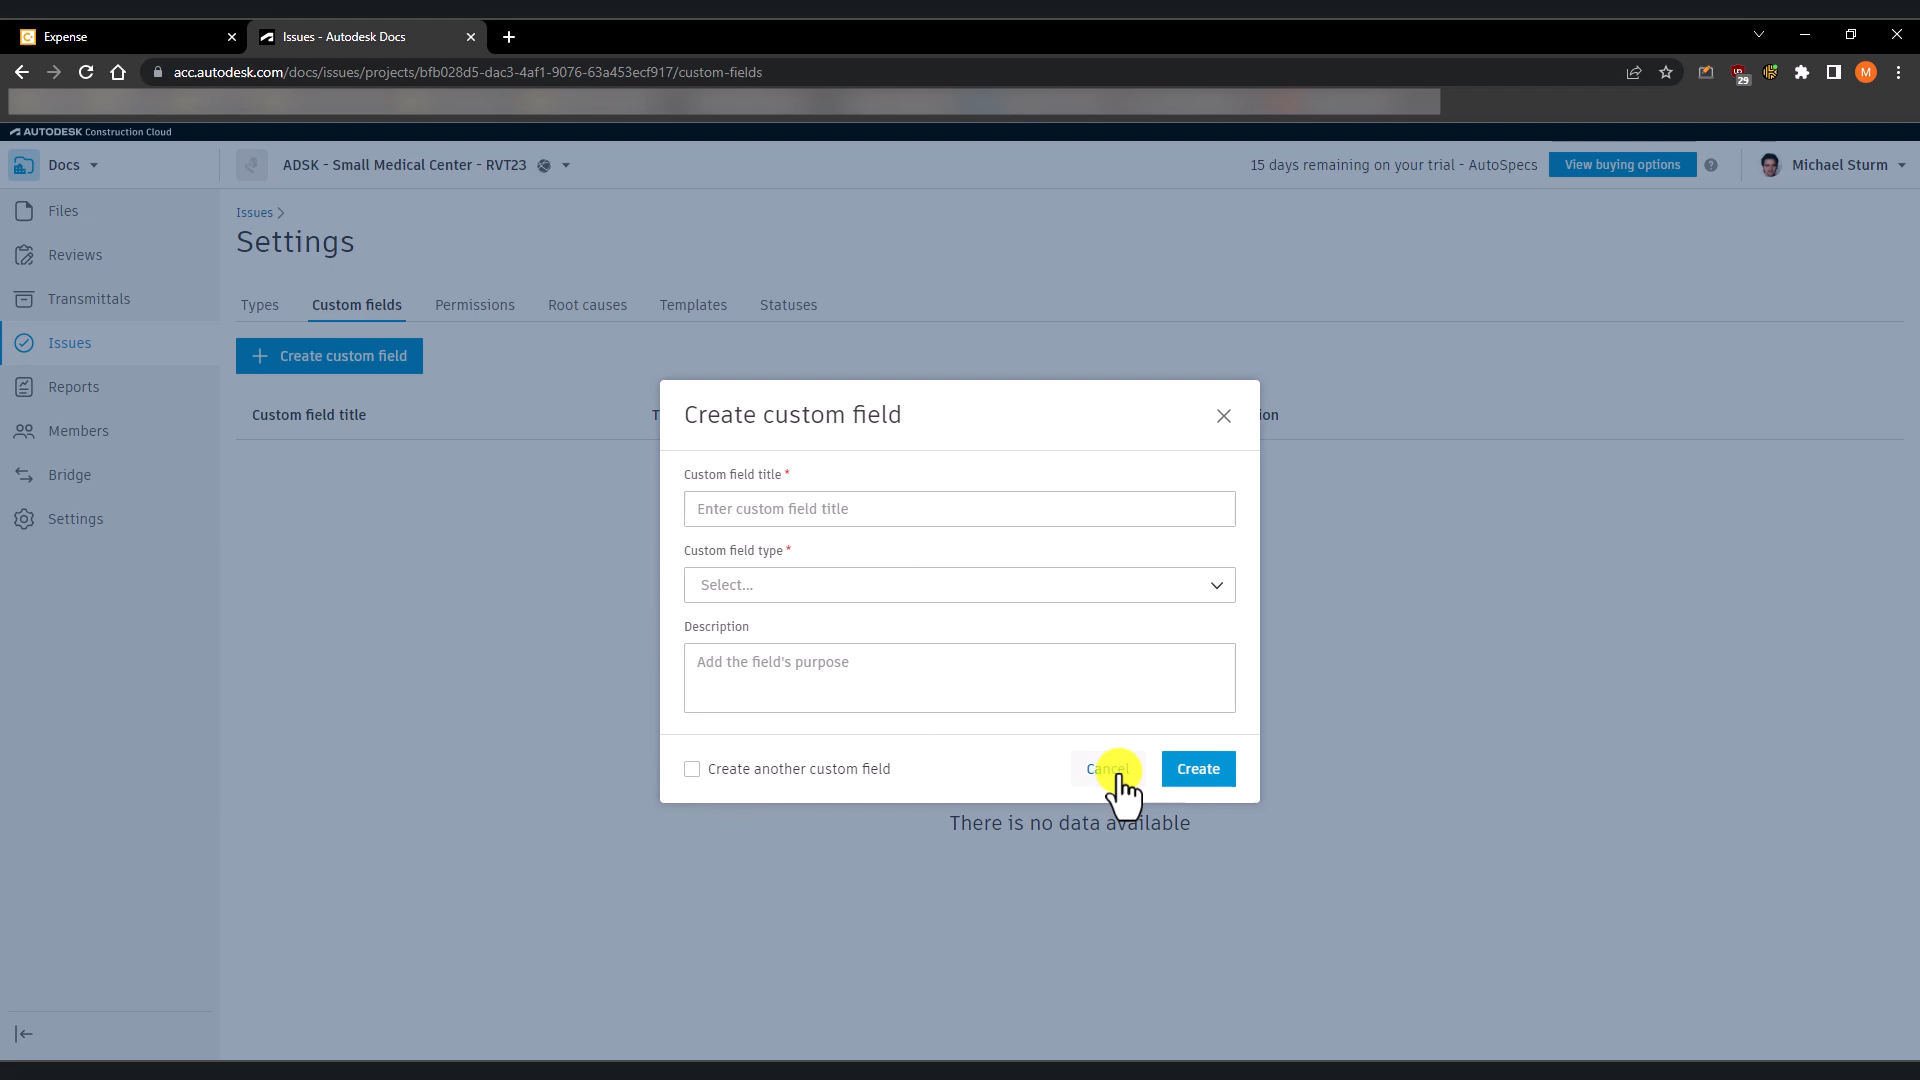 Expense
Issues - Autodesk Docs
acc.autodesk.com/docs/issues/projects/bfb028d5-dac3-4af1-9076-63a453ecf917/custom-fields
29
M
AUTODESK Construction Cloud
Docs
ADSK - Small Medical Center - RVT23
15 days remaining on your trial - AutoSpecs
View buying options
Michael Sturm
Files
Reviews
Transmittals
Issues
Reports
Members
Bridge
Settings
Issues
Settings
Types
Custom fields
Permissions
Root causes
Templates
Statuses
Create custom field
Custom field title
Create custom field
Custom field title *
Enter custom field title
Custom field type *
Select...
Description
Add the field's purpose
Create another custom field
Cancel
Create
There is no data available